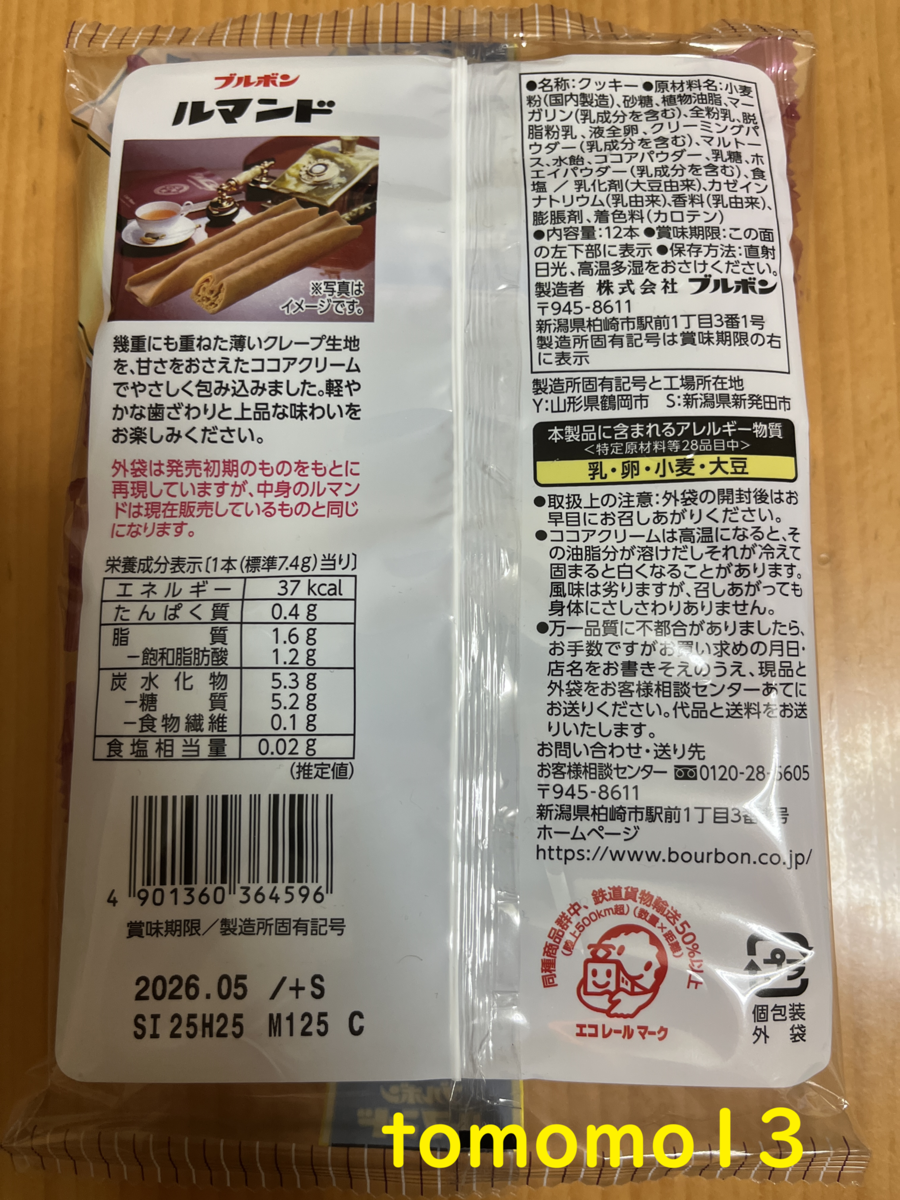 ブルボン
ルマンド
※写真は
イメージです。
幾重にも重ねた薄いクレープ生地
を、甘さをおさえたココアクリーム
でやさしく包み込みました。軽や
かな歯ざわりと上品な味わいを
お楽しみください。
外袋は発売初期のものをもとに
再現していますが、中身のルマン
ドは現在販売しているものと同じ
になります。
栄養成分表示〔1本(標準7.4g)当り〕
エネルギー 37 kcal
たんぱく質 0.4 g
脂質 1.6 g
−飽和脂肪酸 1.2 g
炭水化物 5.3 g
−糖質 5.2 g
−食物繊維 0.1 g
食塩相当量 0.02 g
(推定値)
4 901360 364596
賞味期限/製造所固有記号
2026.05 /+S
SI 25H25 M125 C
●名称:クッキー ●原材料名:小麦
粉(国内製造)、砂糖、植物油脂、マー
ガリン(乳成分を含む)、全粉乳、脱
脂粉乳、液全卵、クリーミングパ
ウダー(乳成分を含む)、マルトー
ス、水飴、ココアパウダー、乳糖、ホ
エイパウダー(乳成分を含む)、食
塩/乳化剤(大豆由来)、カゼイン
ナトリウム(乳由来)、香料(乳由来)、
膨脹剤、着色料(カロテン)
●内容量:12本 ●賞味期限:この面
の左下部に表示 ●保存方法:直射
日光、高温多湿をおさけください。
製造者 株式会社 ブルボン
〒945-8611
新潟県柏崎市駅前1丁目3番1号
製造所固有記号は賞味期限の右
に表示
製造所固有記号と工場所在地
Y:山形県鶴岡市 S:新潟県新発田市
本製品に含まれるアレルギー物質
<特定原材料等28品目中>
乳・卵・小麦・大豆
●取扱上の注意:外袋の開封後はお
早目にお召しあがりください。
●ココアクリームは高温になると、そ
の油脂分が溶けだしそれが冷えて
固まると白くなることがあります。
風味は劣りますが、召しあがっても
身体にさしさわりありません。
●万一品質に不都合がありましたら、
お手数ですがお買い求めの月日・
店名をお書きそえのうえ、現品と
外袋をお客様相談センターあてに
お送りください。代品と送料をお送
りいたします。
お問い合わせ・送り先
お客様相談センター 0120-28-5605
〒945-8611
新潟県柏崎市駅前1丁目3番 号
ホームページ
https://www.bourbon.co.jp/
同種商品群中、鉄道貨物輸送50%以上
(陸上500km超)(数量×距離)
エコレールマーク
プラ
個包装
外袋
tomomo13